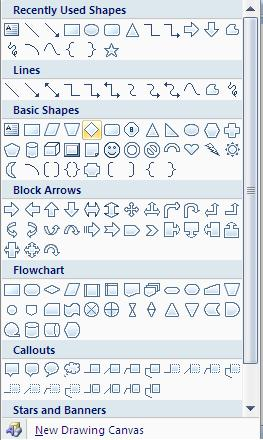 Recently Used Shapes
Lines
Basic Shapes
Block Arrows
Flowchart
Callouts
Stars and Banners
New Drawing Canvas